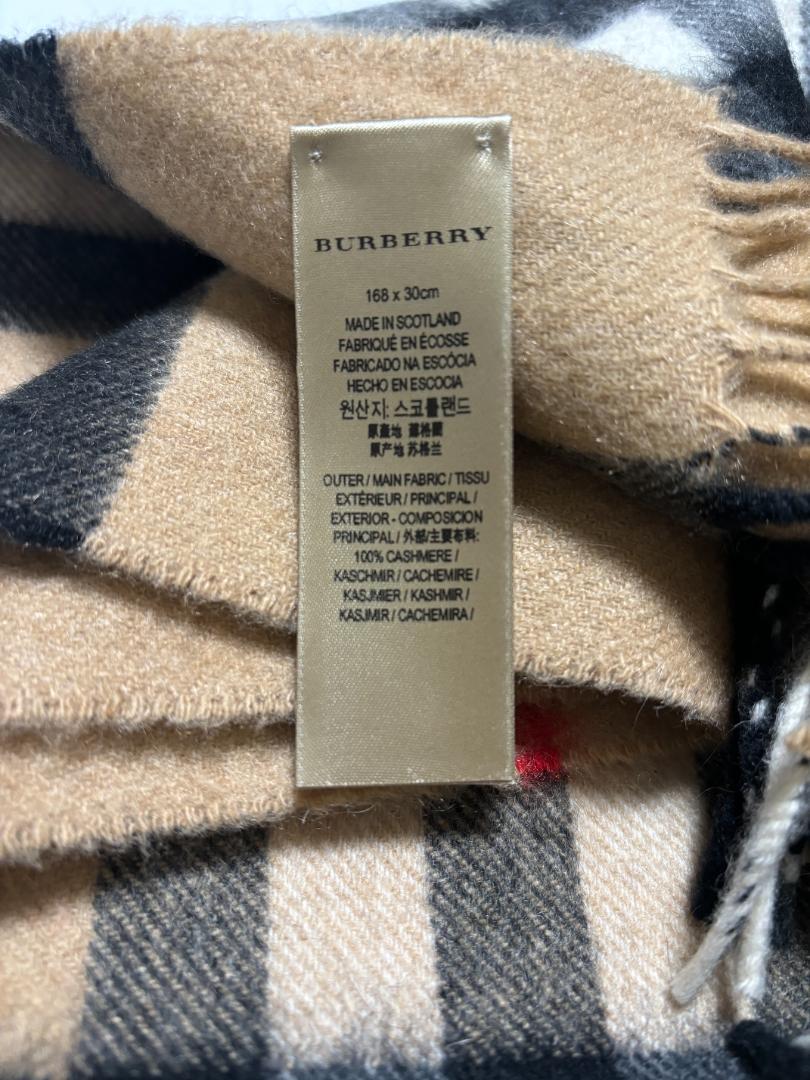 BURBERRY
168 x 30cm
MADE IN SCOTLAND
FABRIQUÉ EN ÉCOSSE
FABRICADO NA ESCÓCIA
HECHO EN ESCOCIA
원산지: 스코틀랜드
原產地 蘇格蘭
原产地 苏格兰
OUTER / MAIN FABRIC / TISSU
EXTÉRIEUR / PRINCIPAL /
EXTERIOR - COMPOSICION
PRINCIPAL / 外部/主要布料:
100% CASHMERE /
KASCHMIR / CACHEMIRE /
KASJMIER / KASHMIR /
KASJMIR / CACHEMIRA /